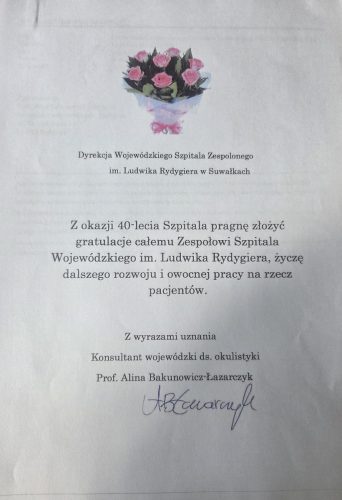 Dyrekcja Wojewódzkiego Szpitala Zespolonego
im. Ludwika Rydygiera w Suwałkach
Z okazji 40-lecia Szpitala pragnę złożyć
gratulacje całemu Zespołowi Szpitala
Wojewódzkiego im. Ludwika Rydygiera, życzę
dalszego rozwoju i owocnej pracy na rzecz
pacjentów.
Z wyrazami uznania
Konsultant wojewódzki ds. okulistyki
Prof. Alina Bakunowicz-Łazarczyk